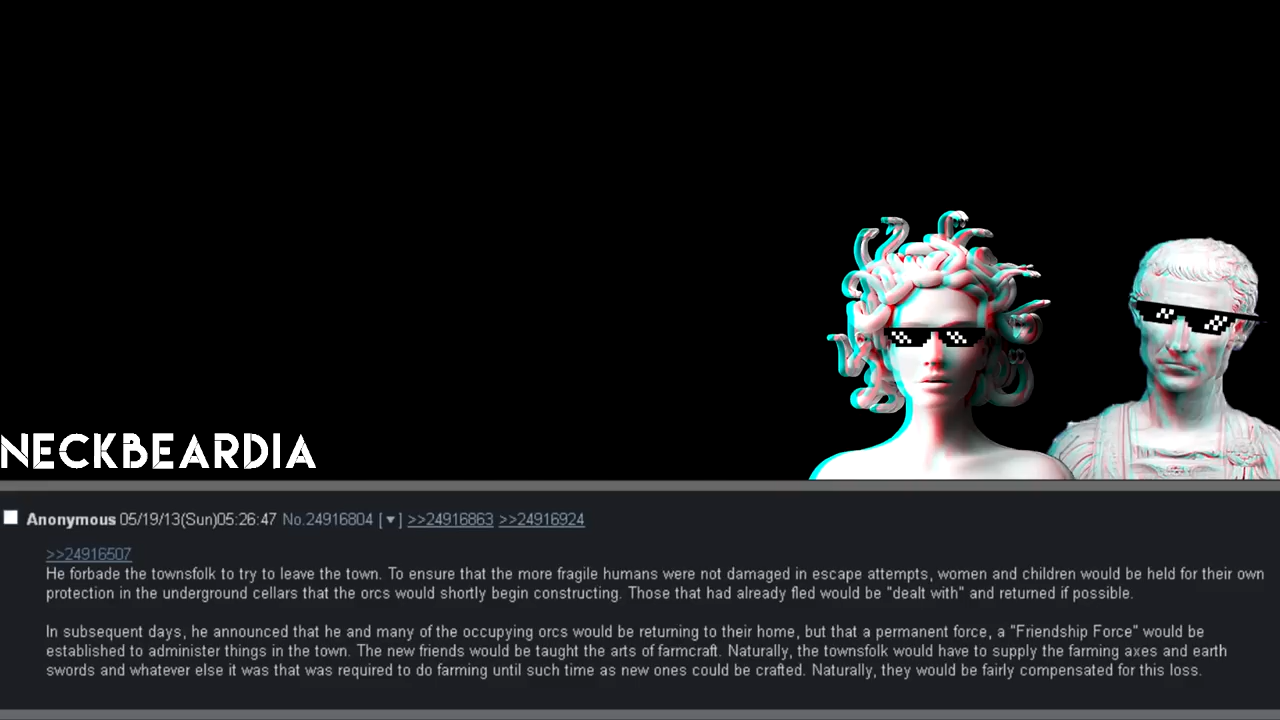 NECKBEARDIA
Anonymous 05/19/13(Sun)05:26:47 No.24916804 [▼] >>24916863 >>24916924
>>24916507
He forbade the townsfolk to try to leave the town. To ensure that the more fragile humans were not damaged in escape attempts, women and children would be held for their own
protection in the underground cellars that the orcs would shortly begin constructing. Those that had already fled would be "dealt with" and returned if possible.
In subsequent days, he announced that he and many of the occupying orcs would be returning to their home, but that a permanent force, a "Friendship Force" would be
established to administer things in the town. The new friends would be taught the arts of farmcraft. Naturally, the townsfolk would have to supply the farming axes and earth
swords and whatever else it was that was required to do farming until such time as new ones could be crafted. Naturally, they would be fairly compensated for this loss.